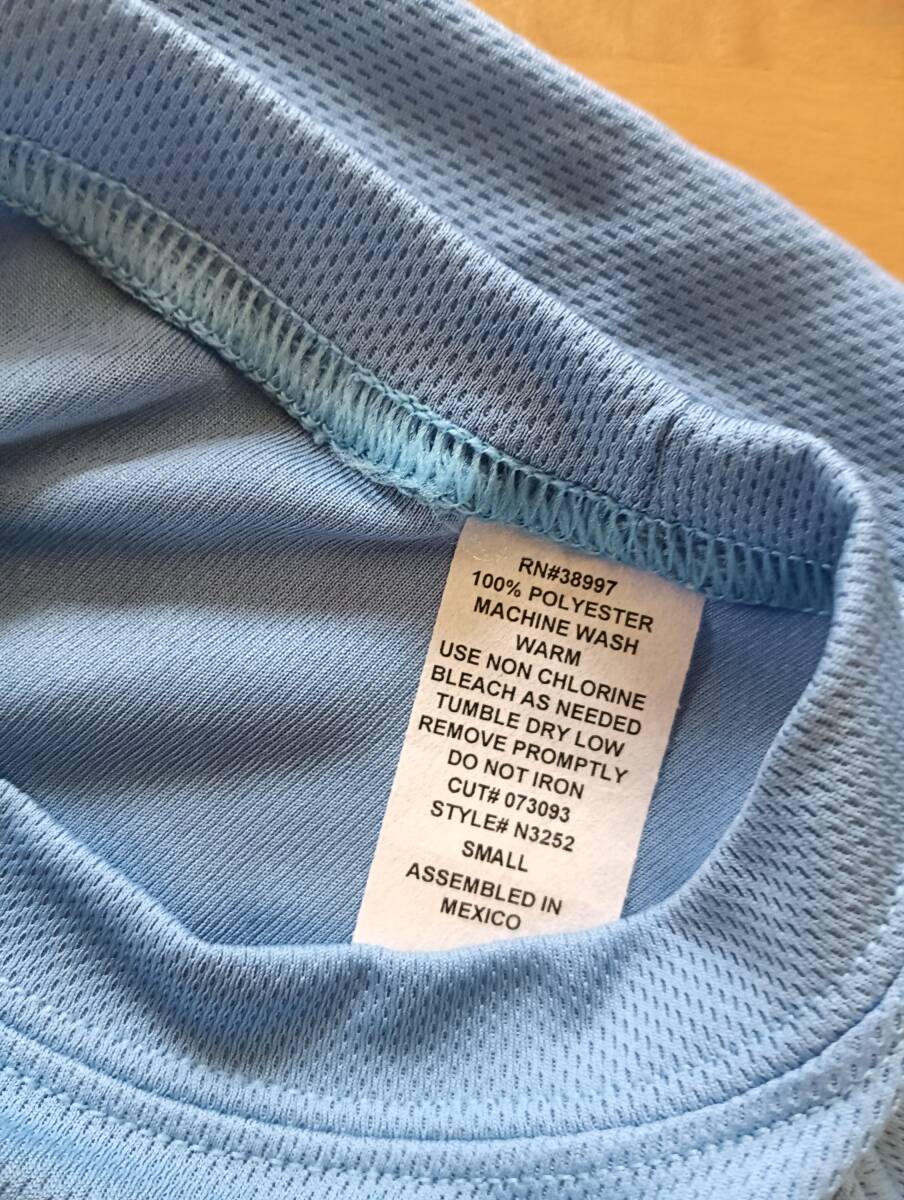 RN#38997
100% POLYESTER
MACHINE WASH
WARM
USE NON CHLORINE
BLEACH AS NEEDED
TUMBLE DRY LOW
REMOVE PROMPTLY
DO NOT IRON
CUT# 073093
STYLE# N3252
SMALL
ASSEMBLED IN
MEXICO